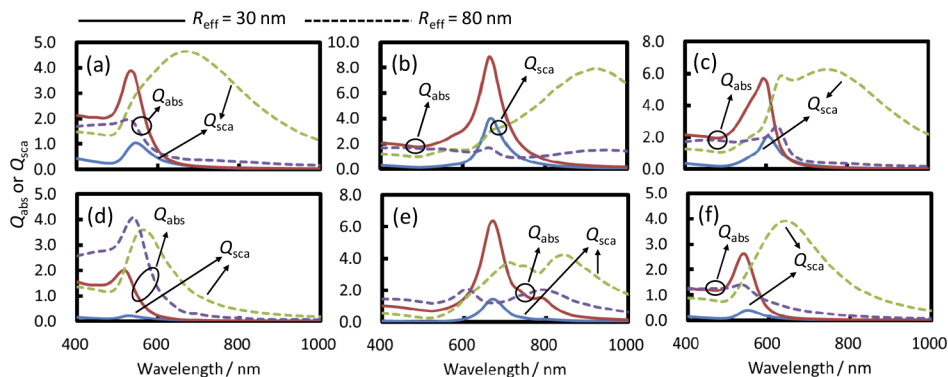 R_eff = 30 nm R_eff = 80 nm
Q_abs or Q_sca
5.0 (a) 10.0 (b) 8.0 (c)
4.0 8.0 Q_sca 6.0
3.0 Q_abs 6.0 Q_abs Q_abs
2.0 4.0 4.0 Q_sca
1.0 Q_sca 2.0 2.0
0.0 0.0 0.0
5.0 (d) 8.0 (e) 5.0 (f)
4.0 Q_abs 6.0 Q_abs Q_sca 4.0
3.0 Q_sca 4.0 3.0 Q_abs Q_sca
2.0 2.0 2.0
1.0 1.0
0.0 0.0 0.0
400 600 800 1000 400 600 800 1000 400 600 800 1000
Wavelength / nm Wavelength / nm Wavelength / nm